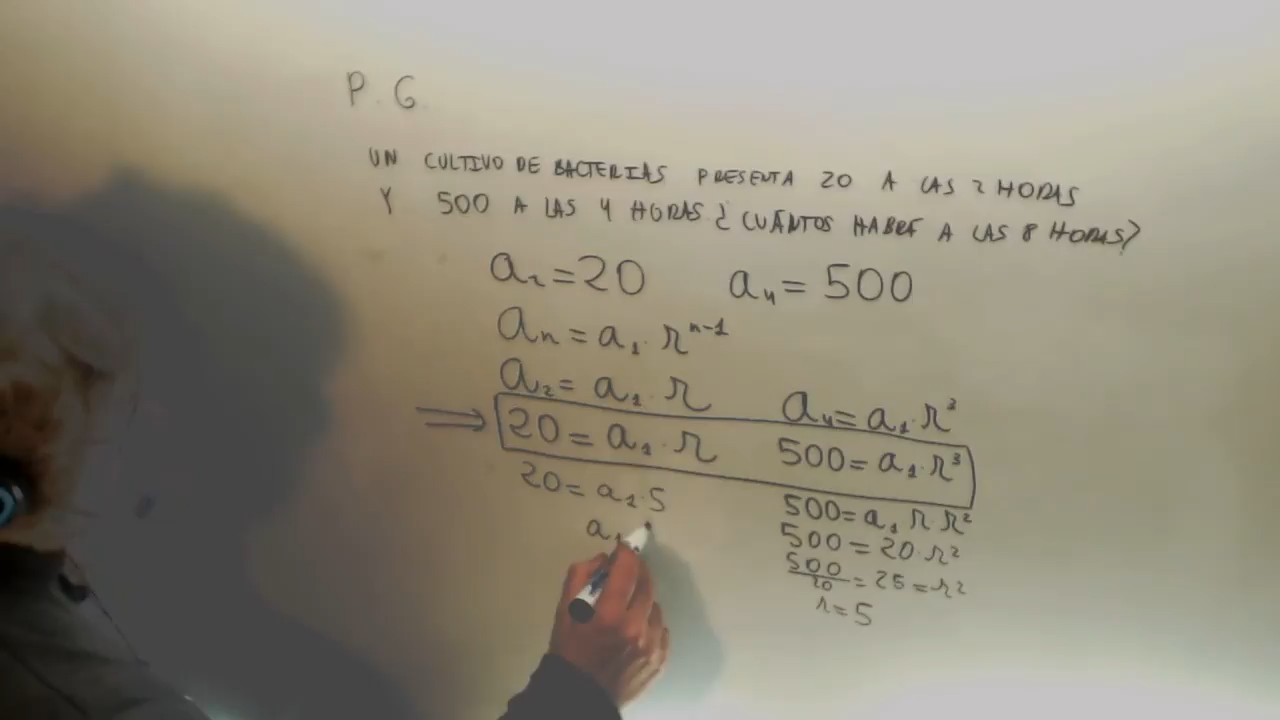 P. G.
UN CULTIVO DE BACTERIAS PRESENTA 20 A LAS 2 HORAS
Y 500 A LAS 4 HORAS ¿CUÁNTOS HABRÉ A LAS 8 HORAS?
a₂=20 a₄=500
aₙ=a₁·r^{n-1}
a₂=a₁·r a₄=a₁·r³
⇒ 20=a₁·r 500=a₁·r³
20=a₁·5 500=a₁·r·r²
a₁ 500=20·r²
500/20=25=r²
r=5